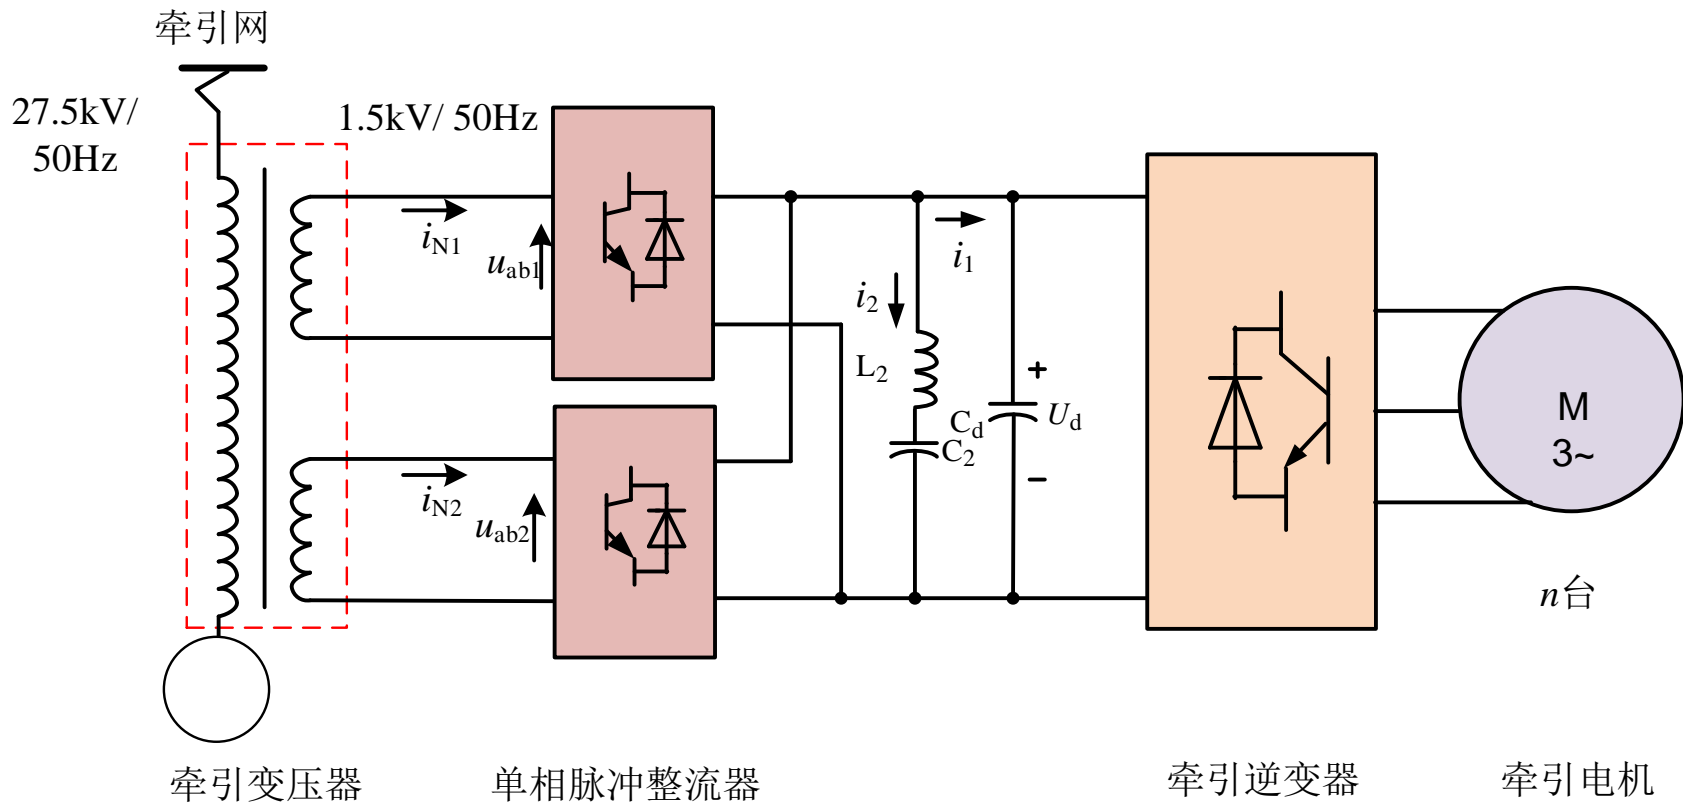 牵引网
27.5kV/
50Hz
1.5kV/ 50Hz
iN1
uab1
i1
i2
L2
Cd
C2
+
Ud
−
iN2
uab2
M
3~
n台
牵引变压器
单相脉冲整流器
牵引逆变器
牵引电机